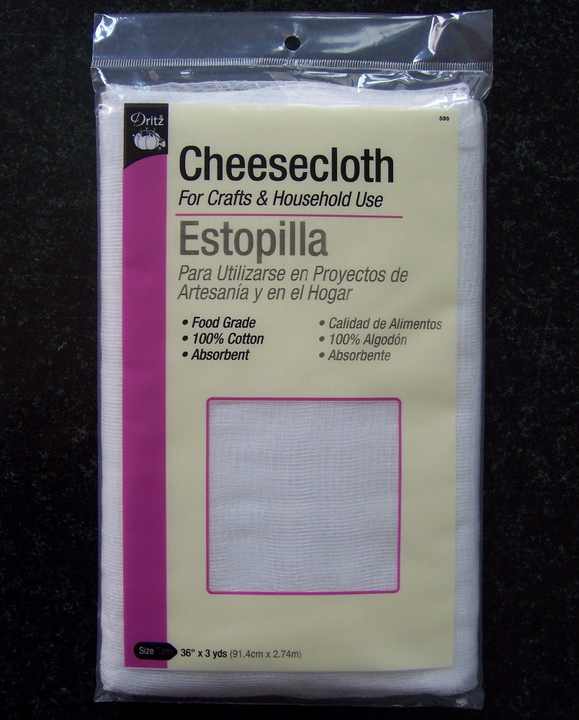 Dritz
Cheesecloth
For Crafts & Household Use
Estopilla
Para Utilizarse en Proyectos de
Artesanía y en el Hogar
• Food Grade
• 100% Cotton
• Absorbent
• Calidad de Alimentos
• 100% Algodón
• Absorbente
Size
36" x 3 yds (91.4cm x 2.74m)